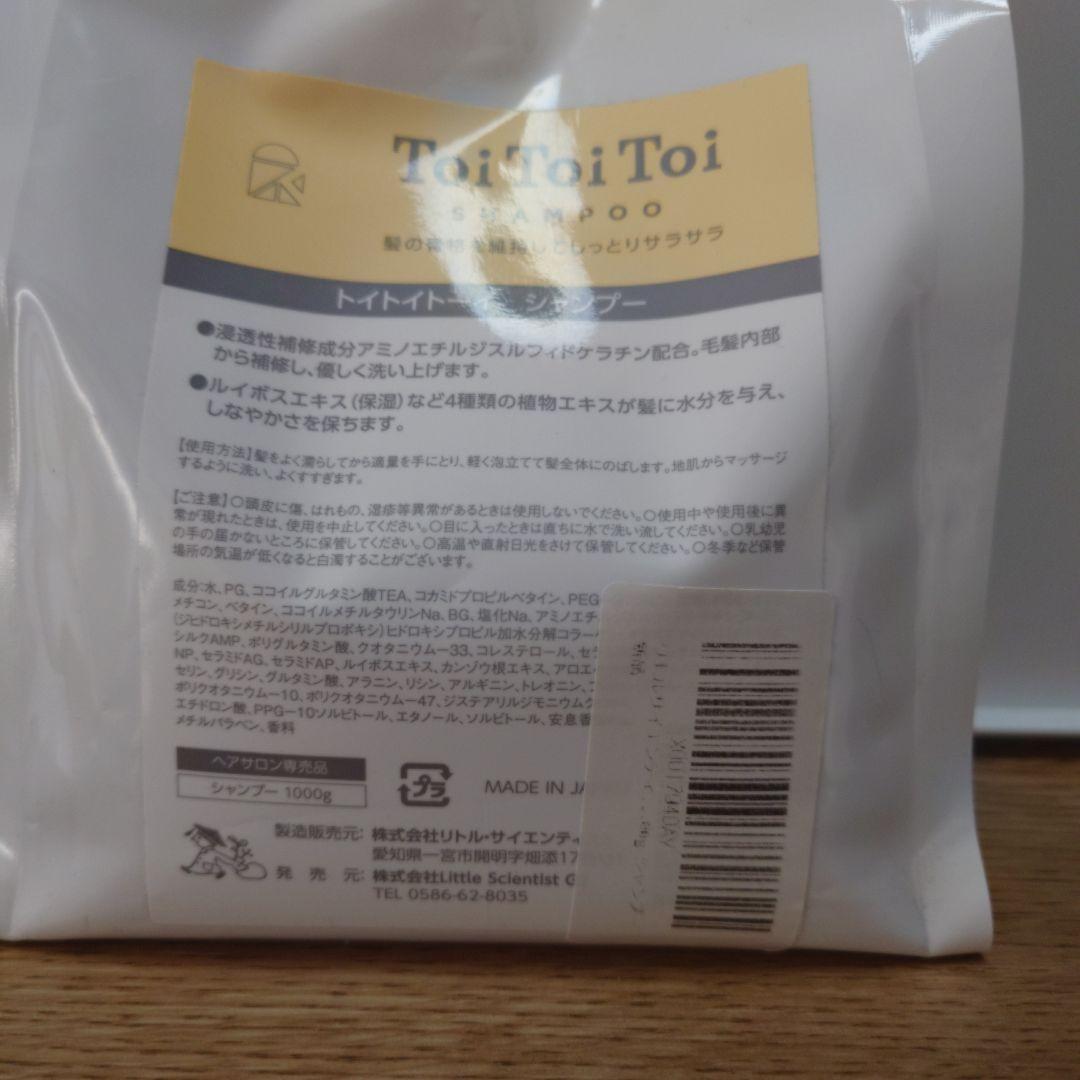 Toi Toi Toi
SHAMPOO
髪の骨格を維持してしっとりサラサラ
トイトイトーイ シャンプー
●浸透性補修成分アミノエチルジスルフィドケラチン配合。毛髪内部
から補修し、優しく洗い上げます。
●ルイボスエキス(保湿)など4種類の植物エキスが髪に水分を与え、
しなやかさを保ちます。
【使用方法】髪をよく濡らしてから適量を手にとり、軽く泡立てて髪全体にのばします。地肌からマッサージ
するように洗い、よくすすぎます。
【ご注意】○頭皮に傷、はれもの、湿疹等異常があるときは使用しないでください。○使用中や使用後に異
常が現れたときは、使用を中止してください。○目に入ったときは直ちに水で洗い流してください。○乳幼児
の手の届かないところに保管してください。○高温や直射日光をさけて保管してください。○冬季など保管
場所の気温が低くなると白濁することがございます。
成分:水、PG、ココイルグルタミン酸TEA、コカミドプロピルベタイン、PEG
メチコン、ベタイン、ココイルメチルタウリンNa、BG、塩化Na、アミノエチ
(ジヒドロキシメチルシリルプロポキシ)ヒドロキシプロピル加水分解コラー
シルクAMP、ポリグルタミン酸、クオタニウム-33、コレステロール、セラ
NP、セラミドAG、セラミドAP、ルイボスエキス、カンゾウ根エキス、アロエ
セリン、グリシン、グルタミン酸、アラニン、リシン、アルギニン、トレオニン、
ポリクオタニウム-10、ポリクオタニウム-47、ジステアリルジモニウムク
エチドロン酸、PPG-10ソルビトール、エタノール、ソルビトール、安息香
メチルパラベン、香料
ヘアサロン専売品
シャンプー 1000g
プラ
MADE IN JA
製造販売元: 株式会社リトル・サイエンティ
愛知県一宮市開明字畑添17
発売元: 株式会社Little Scientist G
TEL 0586-62-8035
新品